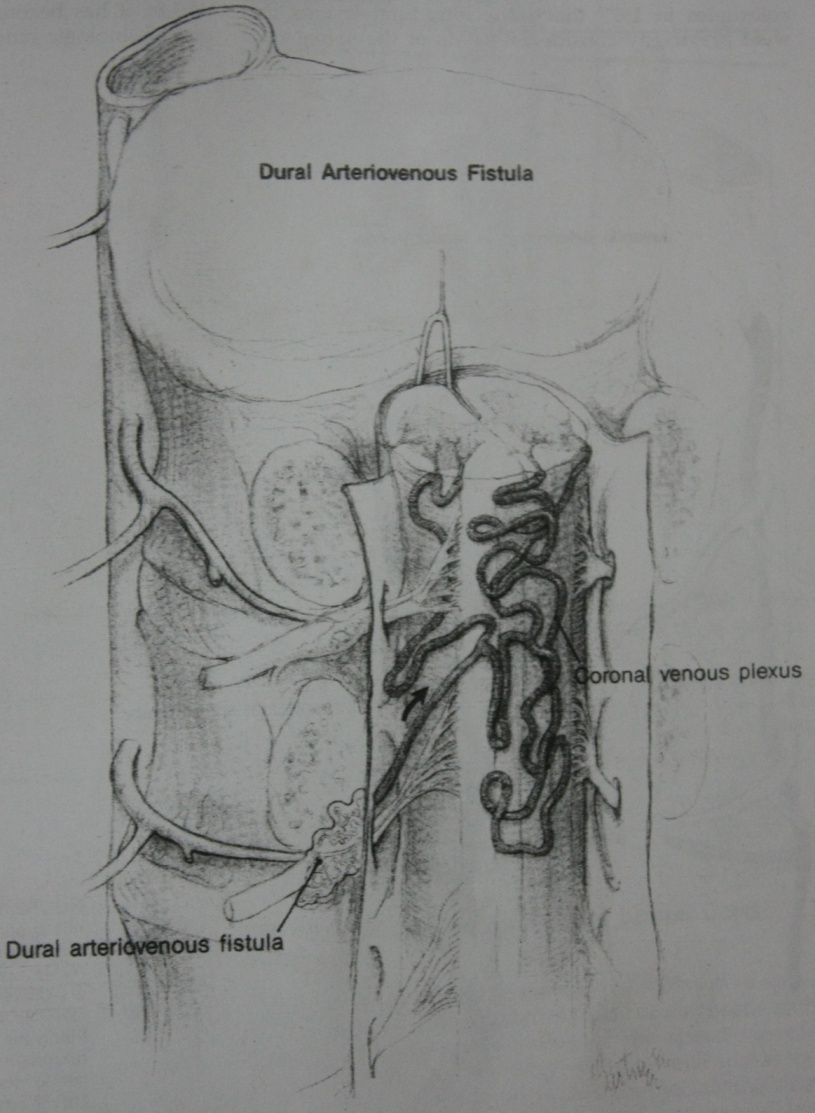 Dural Arteriovenous Fistula
Coronal venous plexus
Dural arteriovenous fistula